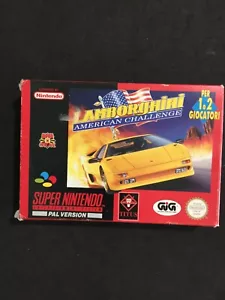 Nintendo
LAMBORGHINI
AMERICAN CHALLENGE
PER
1.2
GIOCATORI
SUPER NINTENDO
PAL VERSION
TITUS
GIG